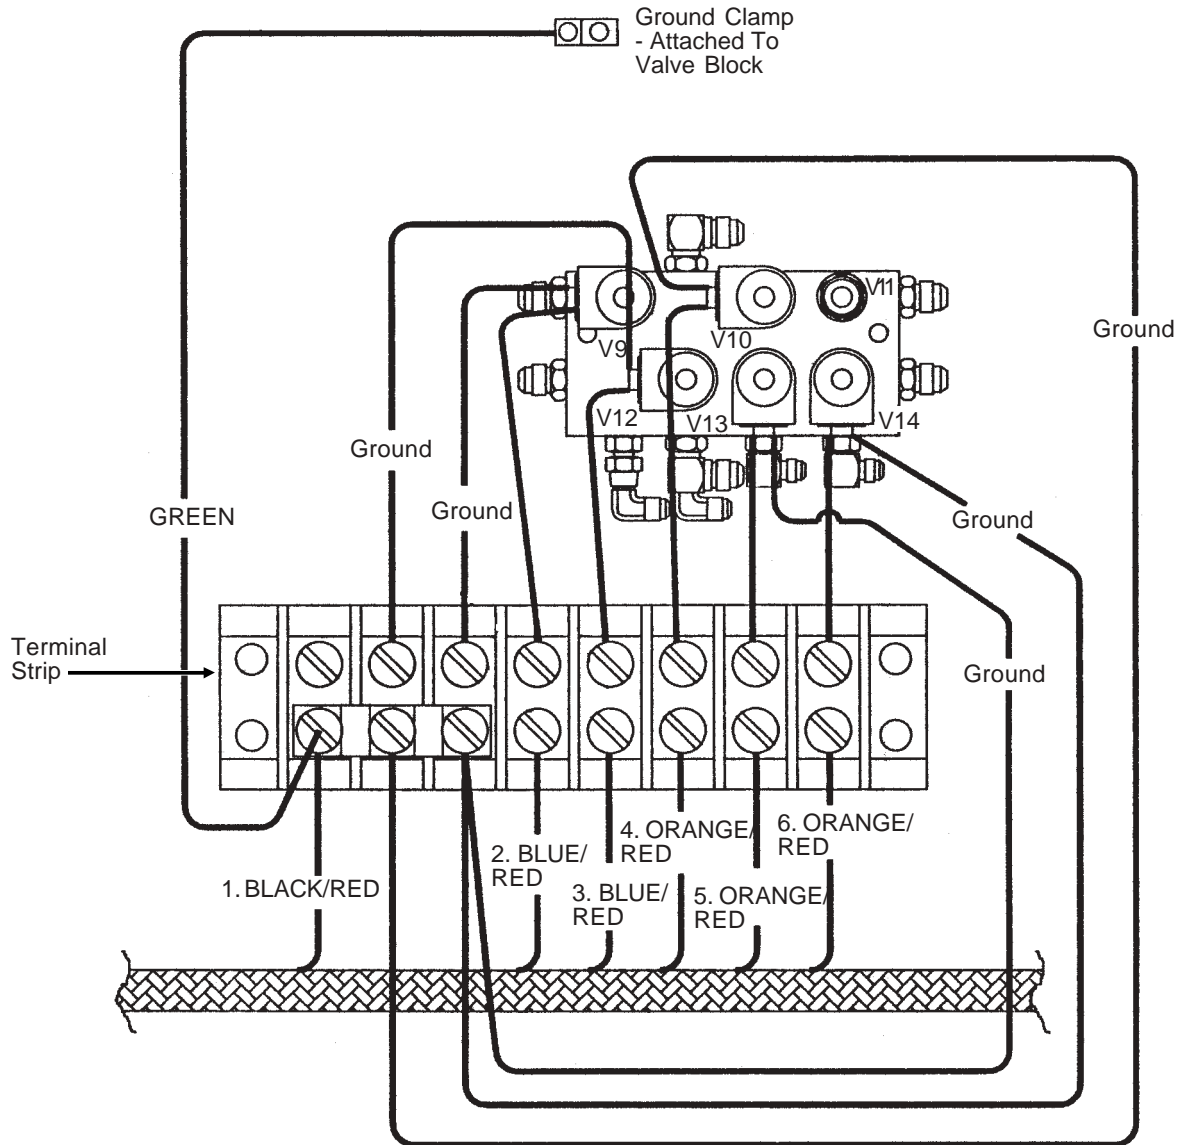 Ground Clamp
- Attached To
Valve Block
V11
Ground
V10
V9
V12
V13
V14
Ground
Ground
Ground
GREEN
Terminal
Strip
Ground
4. ORANGE/
RED
6. ORANGE/
RED
2. BLUE/
RED
1. BLACK/RED
3. BLUE/
RED
5. ORANGE/
RED